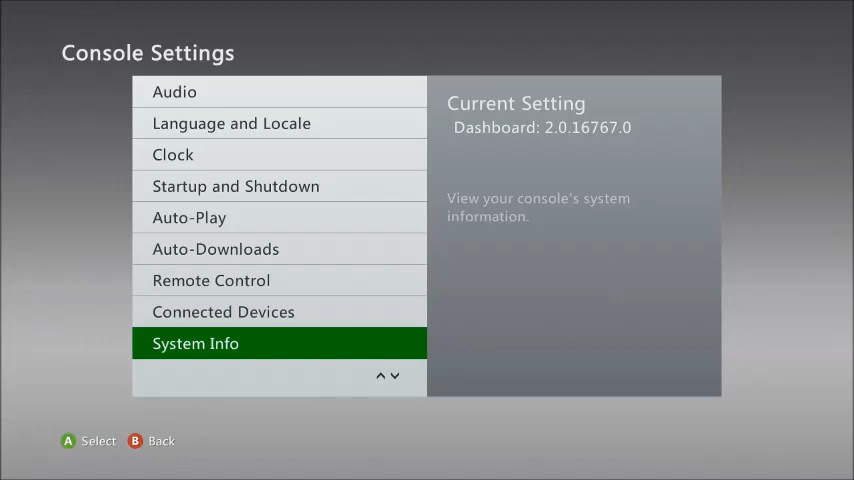 Console Settings
Audio
Language and Locale
Clock
Startup and Shutdown
Auto-Play
Auto-Downloads
Remote Control
Connected Devices
System Info
Current Setting
Dashboard: 2.0.16767.0
View your console's system
information.
A Select B Back